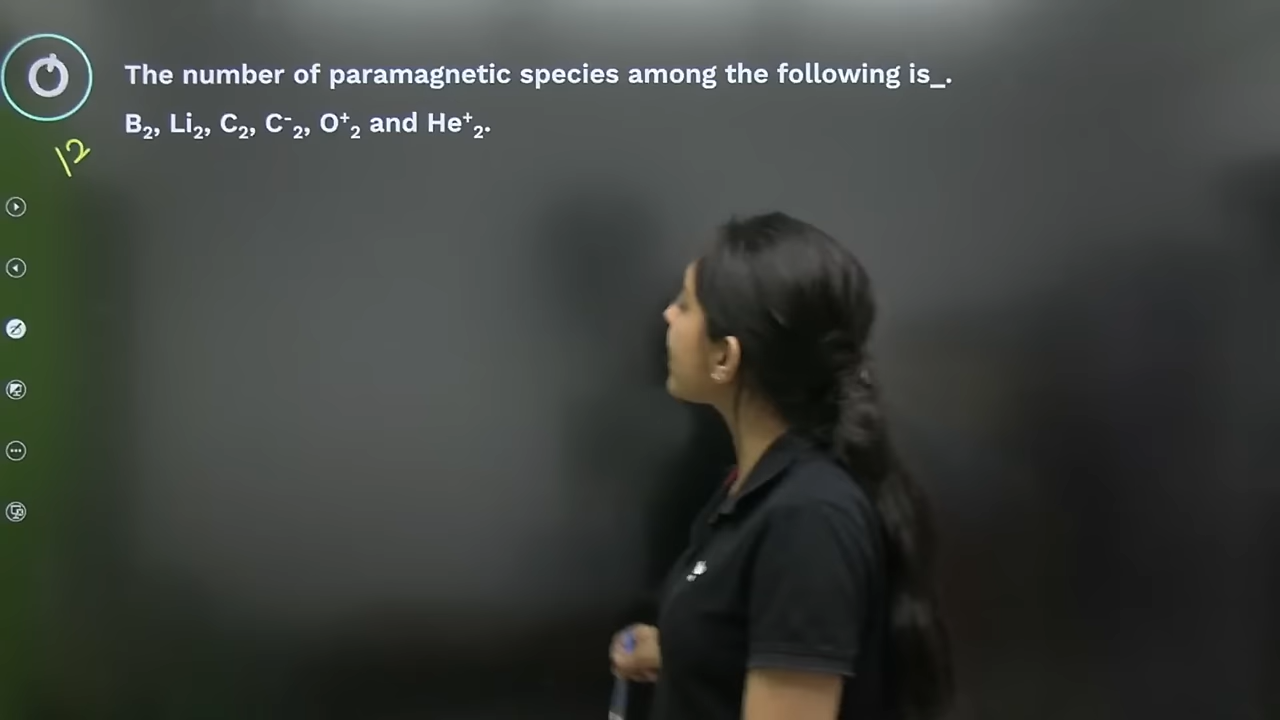 The number of paramagnetic species among the following is_.
B₂, Li₂, C₂, C⁻₂, O⁺₂ and He⁺₂.
12